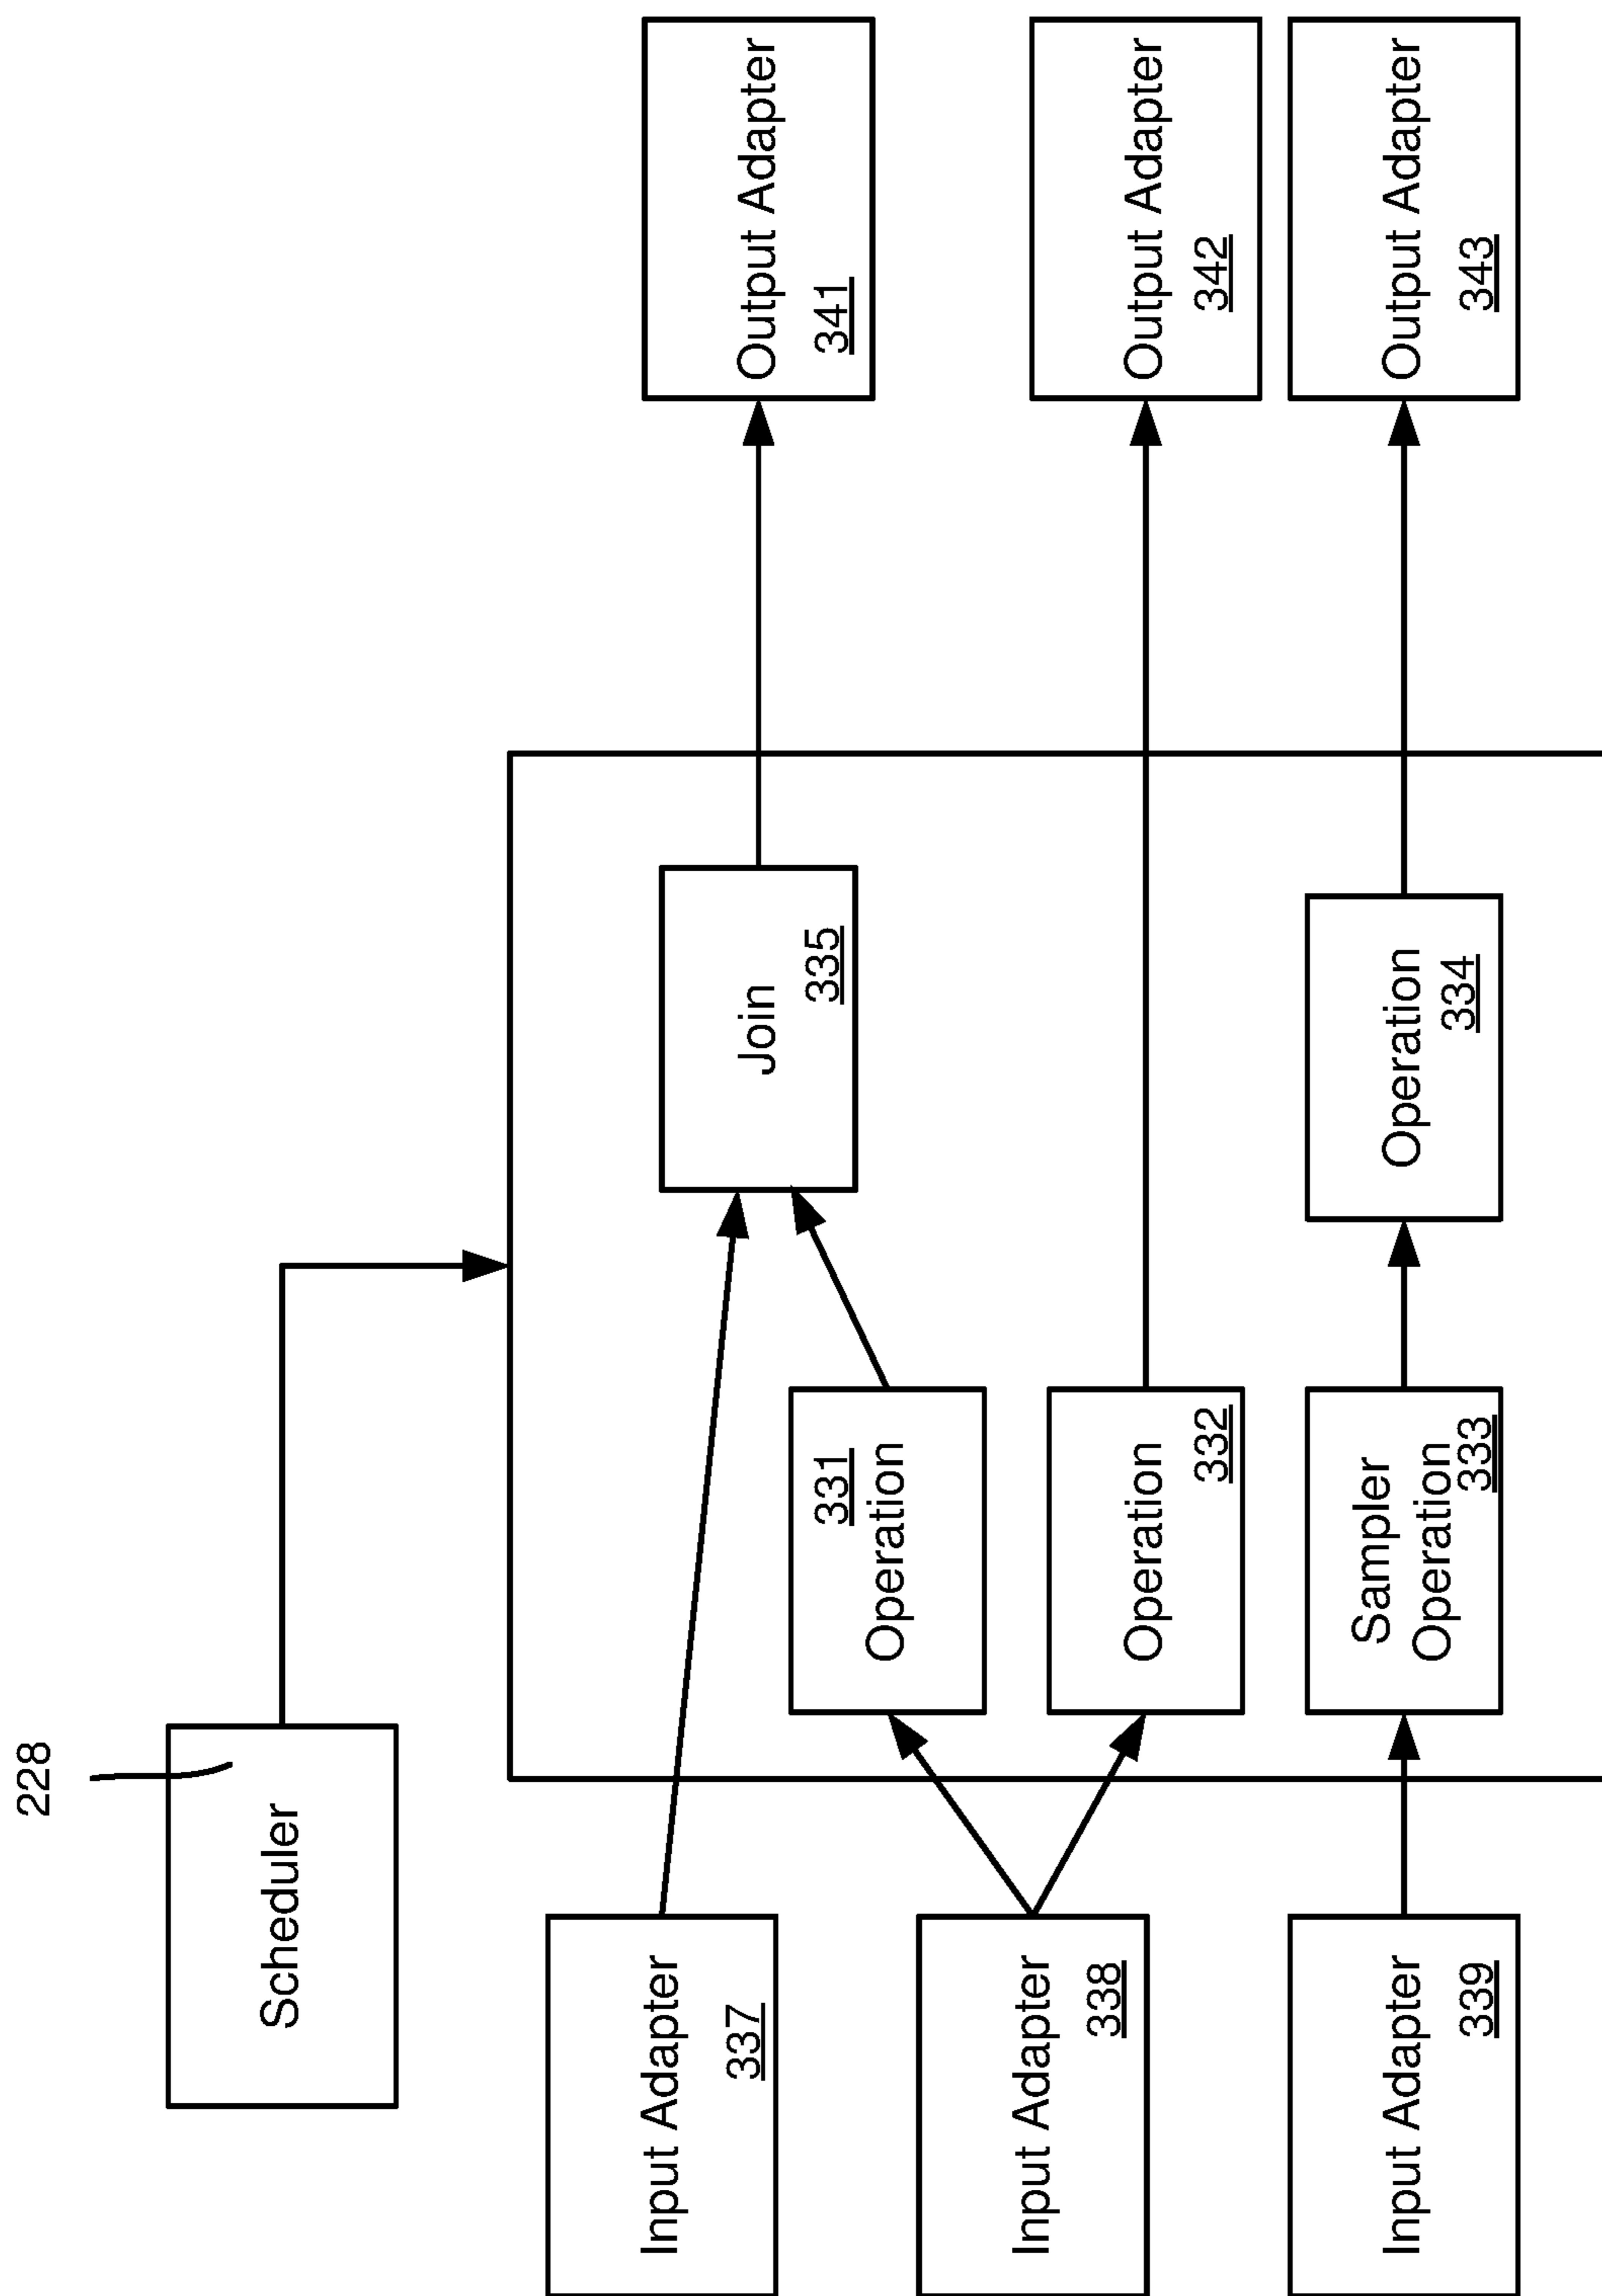 228
Scheduler
Input Adapter
337
Input Adapter
338
Input Adapter
339
331
Operation
Operation
332
Sampler
Operation
333
Join
335
Operation
334
Output Adapter
341
Output Adapter
342
Output Adapter
343